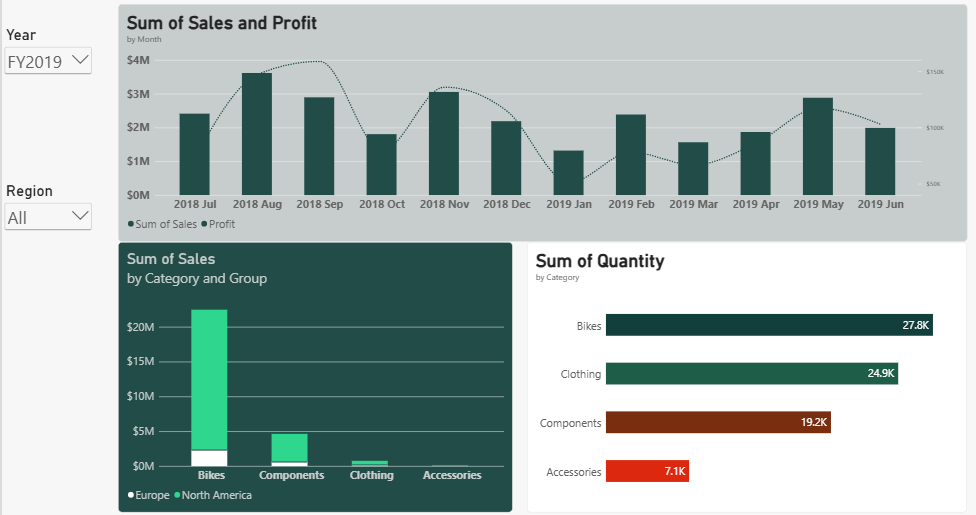 Year
FY2019
Region
All
Sum of Sales and Profit
by Month
$4M
$3M
$2M
$1M
$0M
$150K
$100K
$50K
2018 Jul 2018 Aug 2018 Sep 2018 Oct 2018 Nov 2018 Dec 2019 Jan 2019 Feb 2019 Mar 2019 Apr 2019 May 2019 Jun
Sum of Sales Profit
Sum of Sales
by Category and Group
$20M
$15M
$10M
$5M
$0M
Bikes Components Clothing Accessories
Europe North America
Sum of Quantity
by Category
Bikes 27.8K
Clothing 24.9K
Components 19.2K
Accessories 7.1K